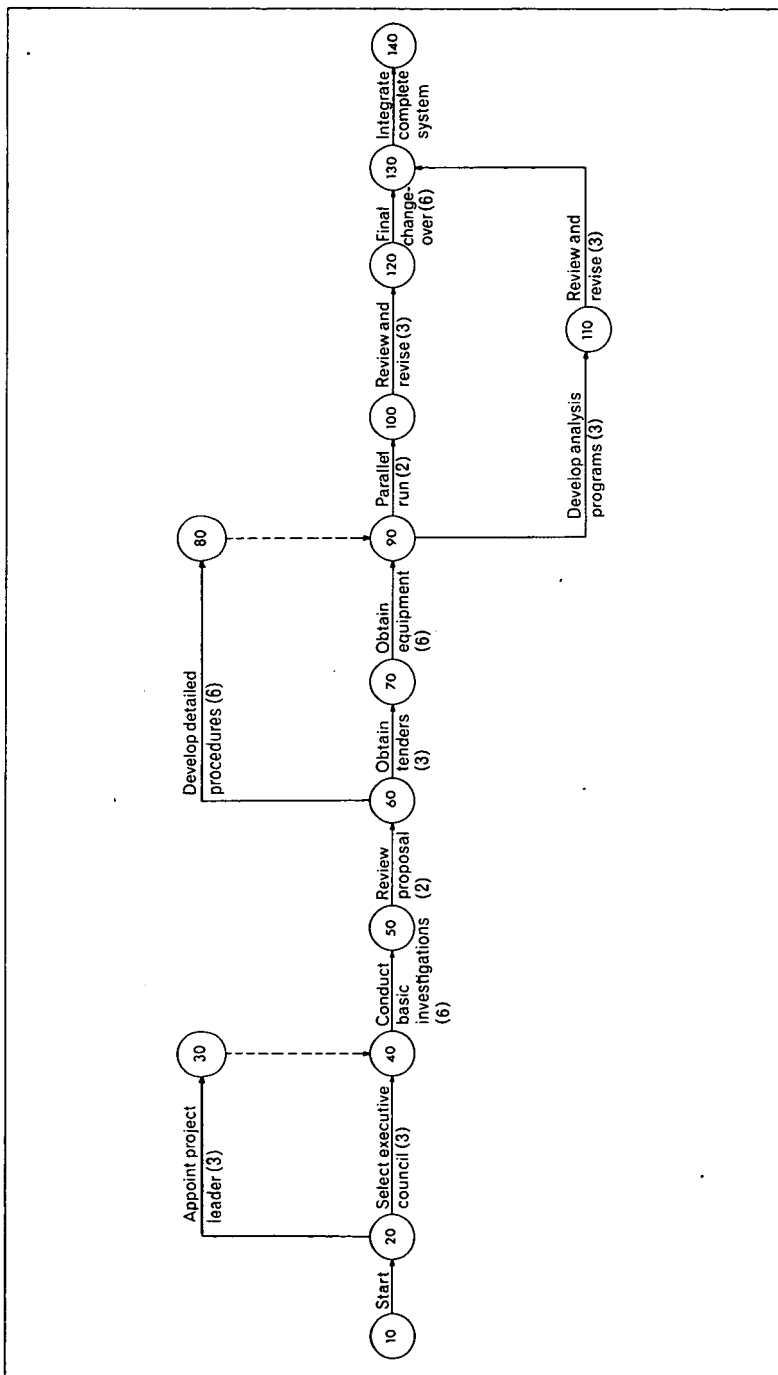 10
Start
20
Appoint project
leader (3)
30
Select executive
council (3)
40
Conduct
basic
investigations
(6)
50
Review
proposal
(2)
60
Develop detailed
procedures (6)
80
Obtain
tenders
(3)
70
Obtain
equipment
(6)
90
Parallel
run (2)
100
Review and
revise (3)
120
Final
change-
over (6)
130
Integrate
complete
system
140
Develop analysis
programs (3)
110
Review and
revise (3)